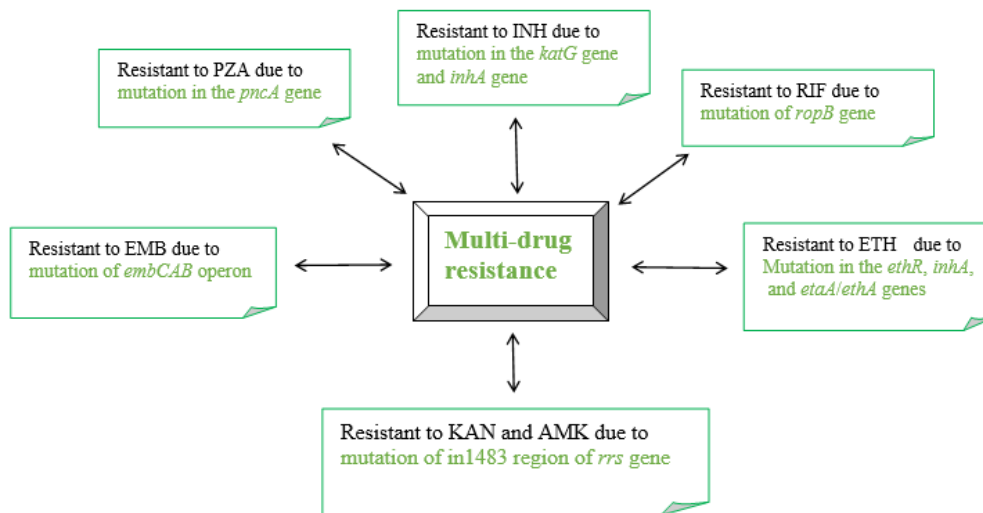 Resistant to INH due to
mutation in the katG gene
and inhA gene
Resistant to PZA due to
mutation in the pncA gene
Resistant to RIF due to
mutation of ropB gene
Multi-drug
resistance
Resistant to EMB due to
mutation of embCAB operon
Resistant to ETH due to
Mutation in the ethR, inhA,
and etaA/ethA genes
Resistant to KAN and AMK due to
mutation of in1483 region of rrs gene